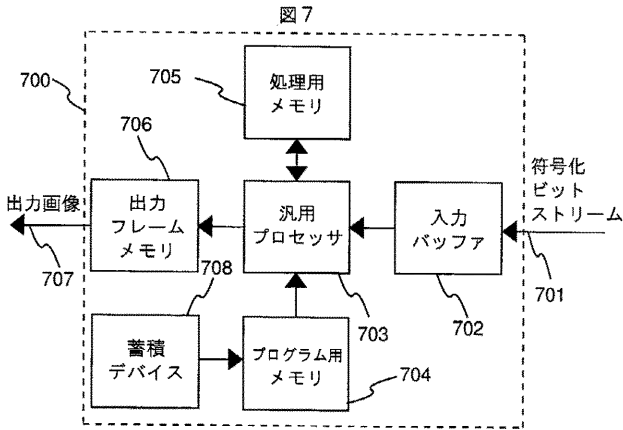 図7
700
705
処理用
メモリ
706
出力画像
707
出力
フレーム
メモリ
汎用
プロセッサ
入力
バッファ
符号化
ビット
ストリーム
701
702
703
708
蓄積
デバイス
プログラム用
メモリ
704